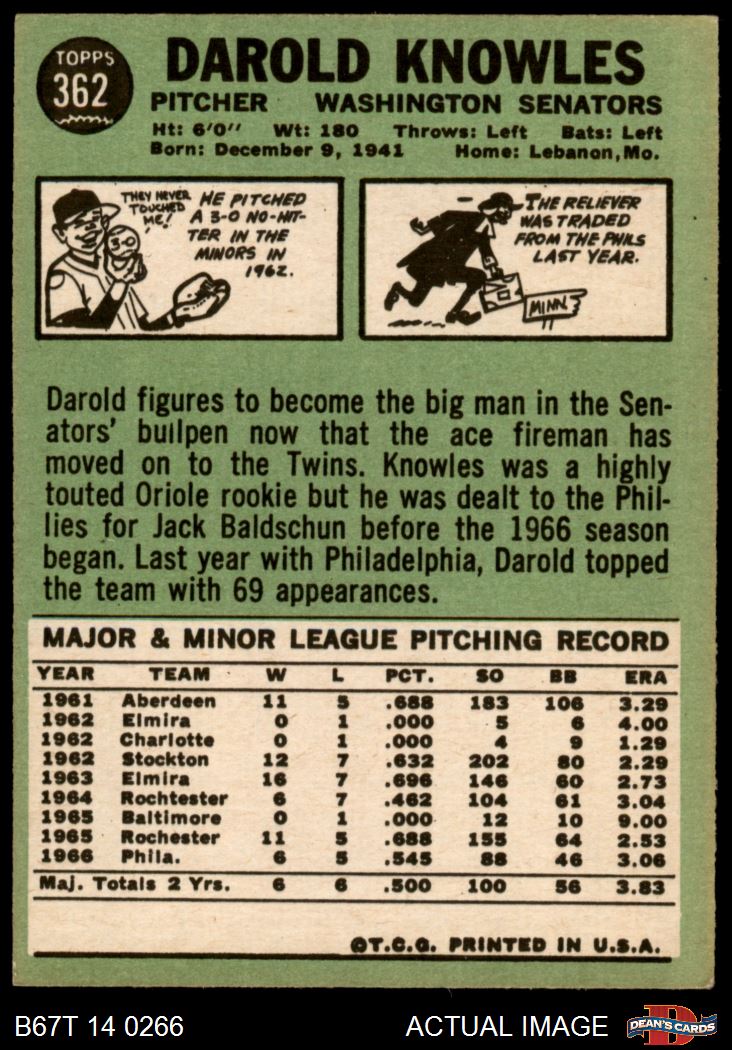 TOPPS
362
DAROLD KNOWLES
PITCHER WASHINGTON SENATORS
Ht: 6'0" Wt: 180 Throws: Left Bats: Left
Born: December 9, 1941 Home: Lebanon, Mo.
THEY NEVER
TOUCHED
ME!
3-0
HE PITCHED
A 3-0 NO-HIT-
TER IN THE
MINORS IN
1962.
THE RELIEVER
WAS TRADED
FROM THE PHILS
LAST YEAR.
MINN.
Darold figures to become the big man in the Sen-
ators' bullpen now that the ace fireman has
moved on to the Twins. Knowles was a highly
touted Oriole rookie but he was dealt to the Phil-
lies for Jack Baldschun before the 1966 season
began. Last year with Philadelphia, Darold topped
the team with 69 appearances.
MAJOR & MINOR LEAGUE PITCHING RECORD
YEAR TEAM W L PCT. SO BB ERA
1961 Aberdeen 11 5 .688 183 106 3.29
1962 Elmira 0 1 .000 5 6 4.00
1962 Charlotte 0 1 .000 4 9 1.29
1962 Stockton 12 7 .632 202 80 2.29
1963 Elmira 16 7 .696 146 60 2.73
1964 Rochtester 6 7 .462 104 61 3.04
1965 Baltimore 0 1 .000 12 10 9.00
1965 Rochester 11 5 .688 155 64 2.53
1966 Phila. 6 5 .545 88 46 3.06
Maj. Totals 2 Yrs. 6 6 .500 100 56 3.83
©T.C.G. PRINTED IN U.S.A.
B67T 14 0266 ACTUAL IMAGE
D
DEAN'S CARDS